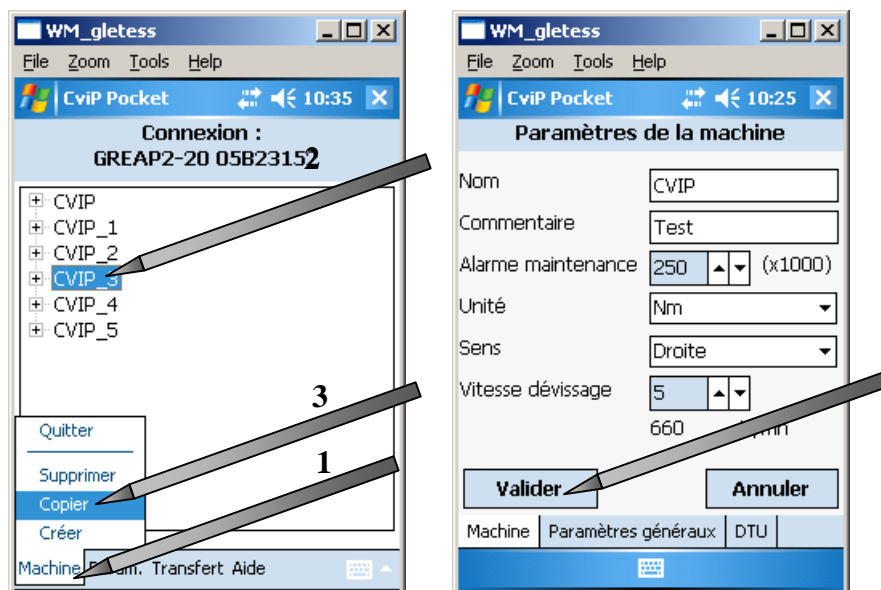 WM_gletess
File Zoom Tools Help
CviP Pocket 10:35
Connexion :
GREAP2-20 05B2315
2
CVIP
CVIP_1
CVIP_2
CVIP_3
CVIP_4
CVIP_5
3
1
Quitter
Supprimer
Copier
Créer
Machine Transfert Aide
WM_gletess
File Zoom Tools Help
CviP Pocket 10:25
Paramètres de la machine
Nom CVIP
Commentaire Test
Alarme maintenance 250 (x1000)
Unité Nm
Sens Droite
Vitesse dévissage 5
660
Valider Annuler
Machine Paramètres généraux DTU